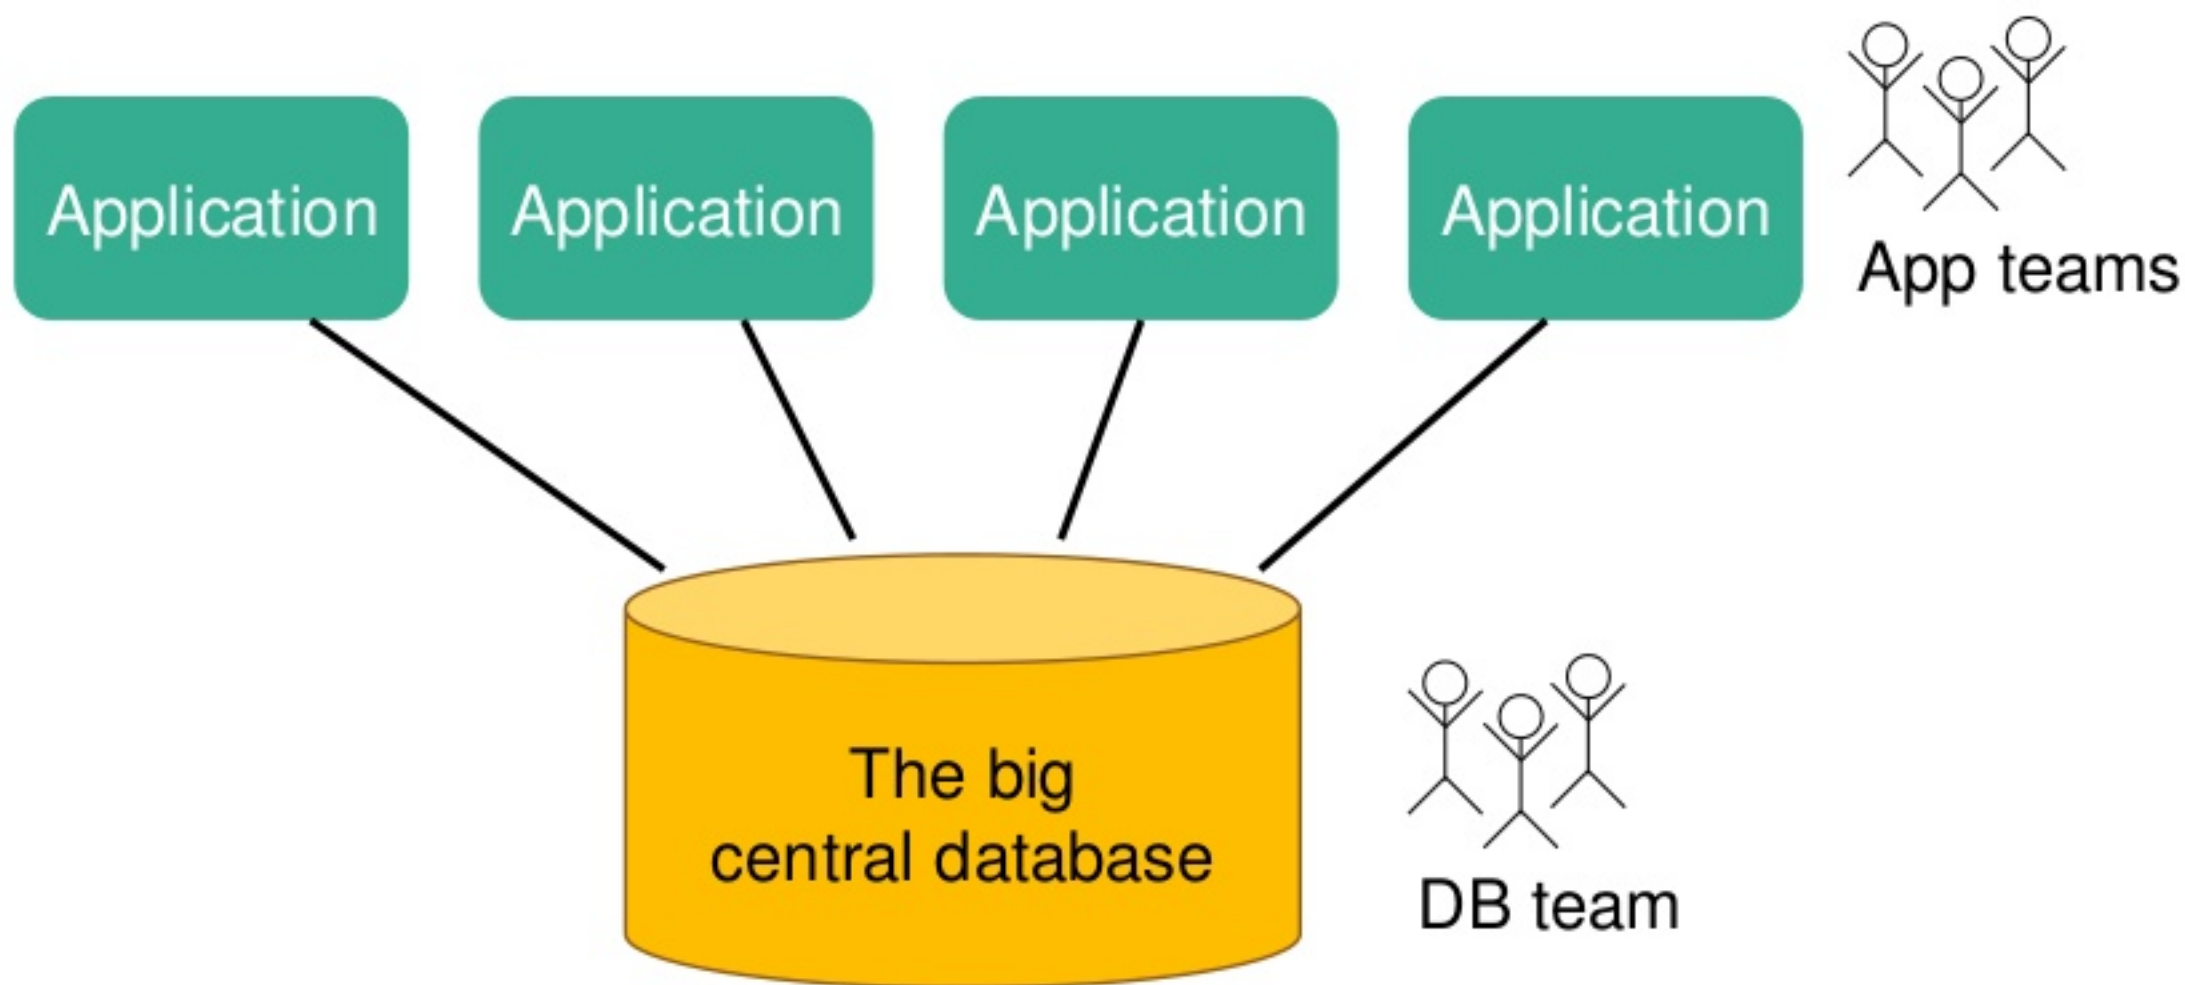 Application
Application
Application
Application
App teams
The big
central database
DB team